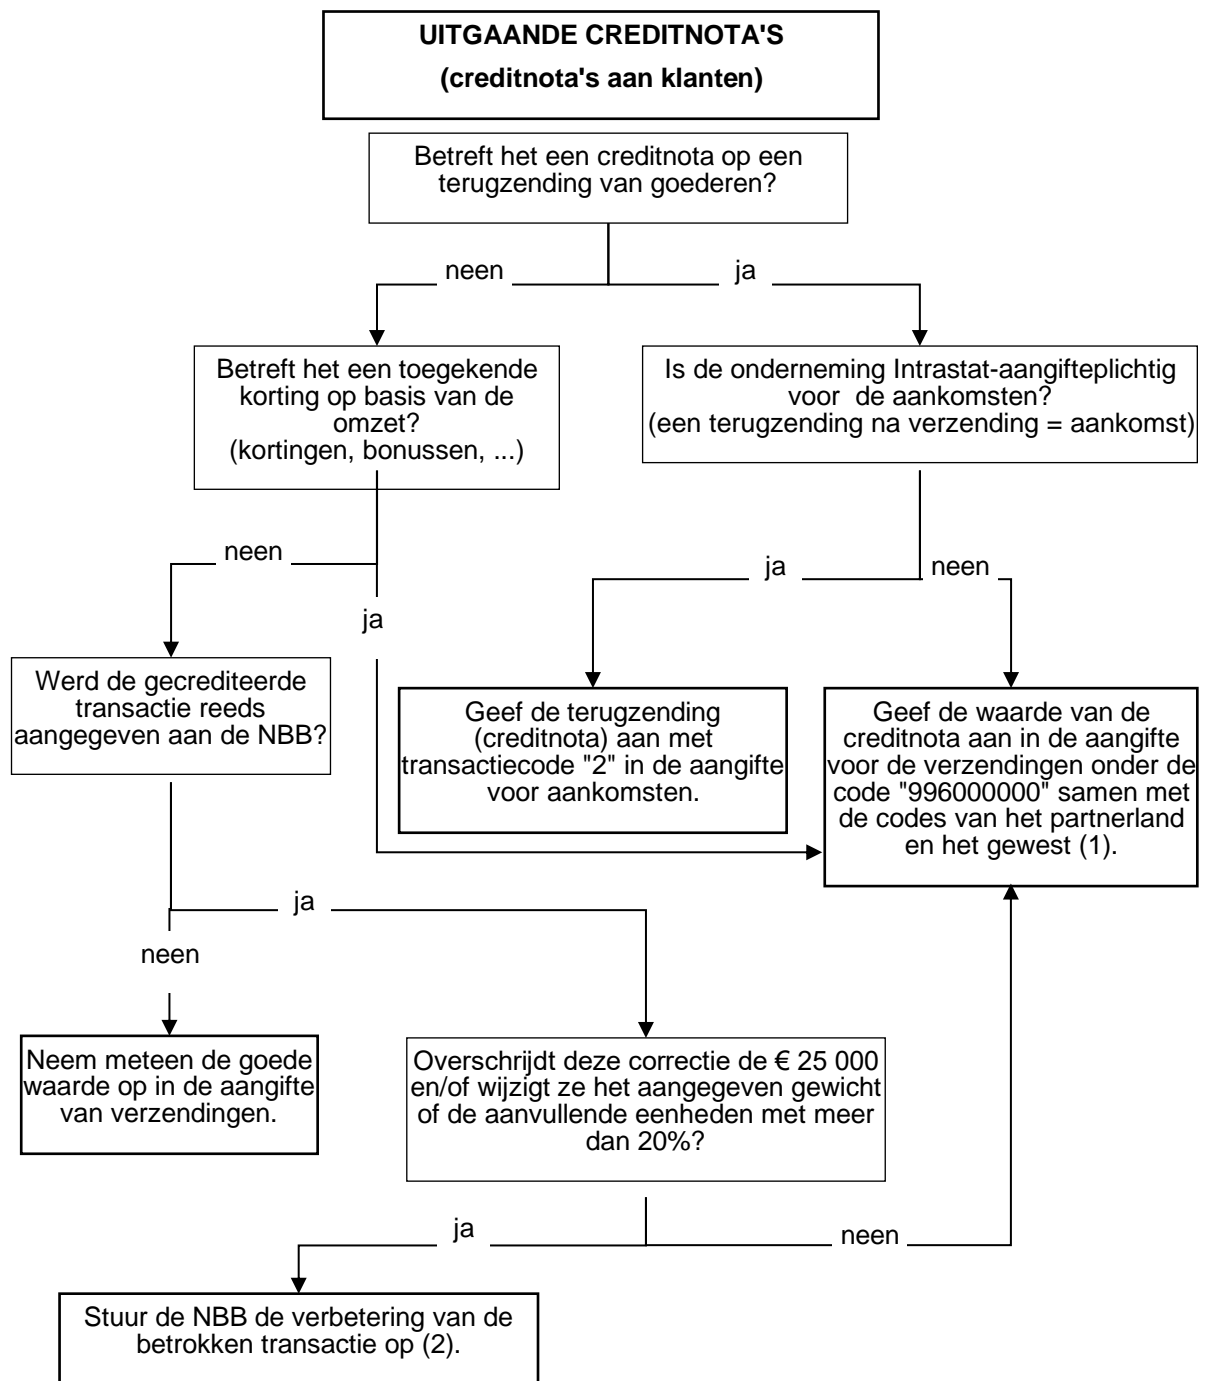 UITGAANDE CREDITNOTA'S
(creditnota's aan klanten)
Betreft het een creditnota op een
terugzending van goederen?
neen
ja
Betreft het een toegekende
korting op basis van de
omzet?
(kortingen, bonussen, ...)
Is de onderneming Intrastat-aangifteplichtig
voor de aankomsten?
(een terugzending na verzending = aankomst)
neen
ja
ja
neen
Werd de gecrediteerde
transactie reeds
aangegeven aan de NBB?
Geef de terugzending
(creditnota) aan met
transactiecode "2" in de aangifte
voor aankomsten.
Geef de waarde van de
creditnota aan in de aangifte
voor de verzendingen onder de
code "996000000" samen met
de codes van het partnerland
en het gewest (1).
ja
neen
Neem meteen de goede
waarde op in de aangifte
van verzendingen.
Overschrijdt deze correctie de € 25 000
en/of wijzigt ze het aangegeven gewicht
of de aanvullende eenheden met meer
dan 20%?
ja
neen
Stuur de NBB de verbetering van de
betrokken transactie op (2).